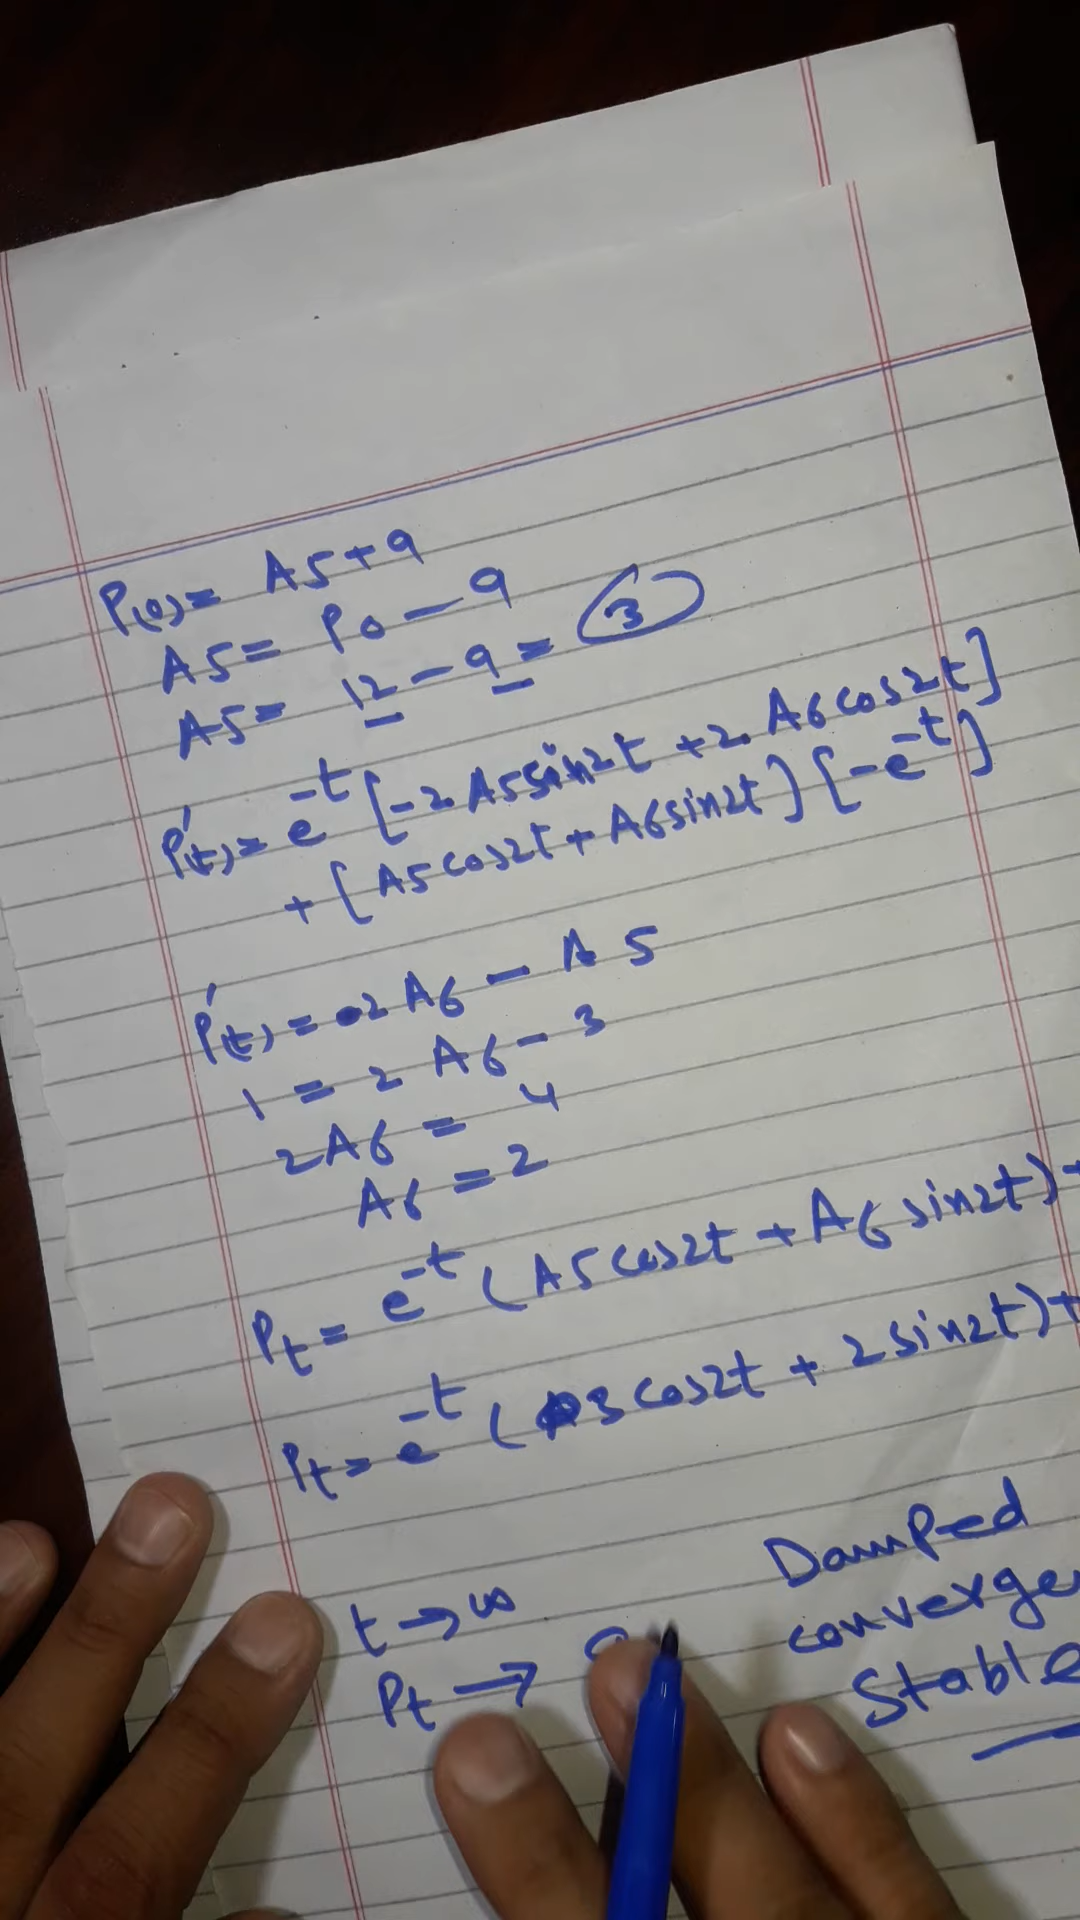 P(0) = A5 + 9
A5 = P0 - 9
A5 = 12 - 9 = 3
P'(t) = e^-t [-2 A5 sin2t + 2 A6 cos2t]
+ [A5 cos2t + A6 sin2t] [-e^-t]
P'(t) = 2 A6 - A5
1 = 2 A6 - 3
2A6 = 4
A6 = 2
Pt = e^-t (A5 cos2t + A6 sin2t) +
Pt = e^-t (3 cos2t + 2 sin2t) +
t → ∞
Pt →
Damped
converge
Stable